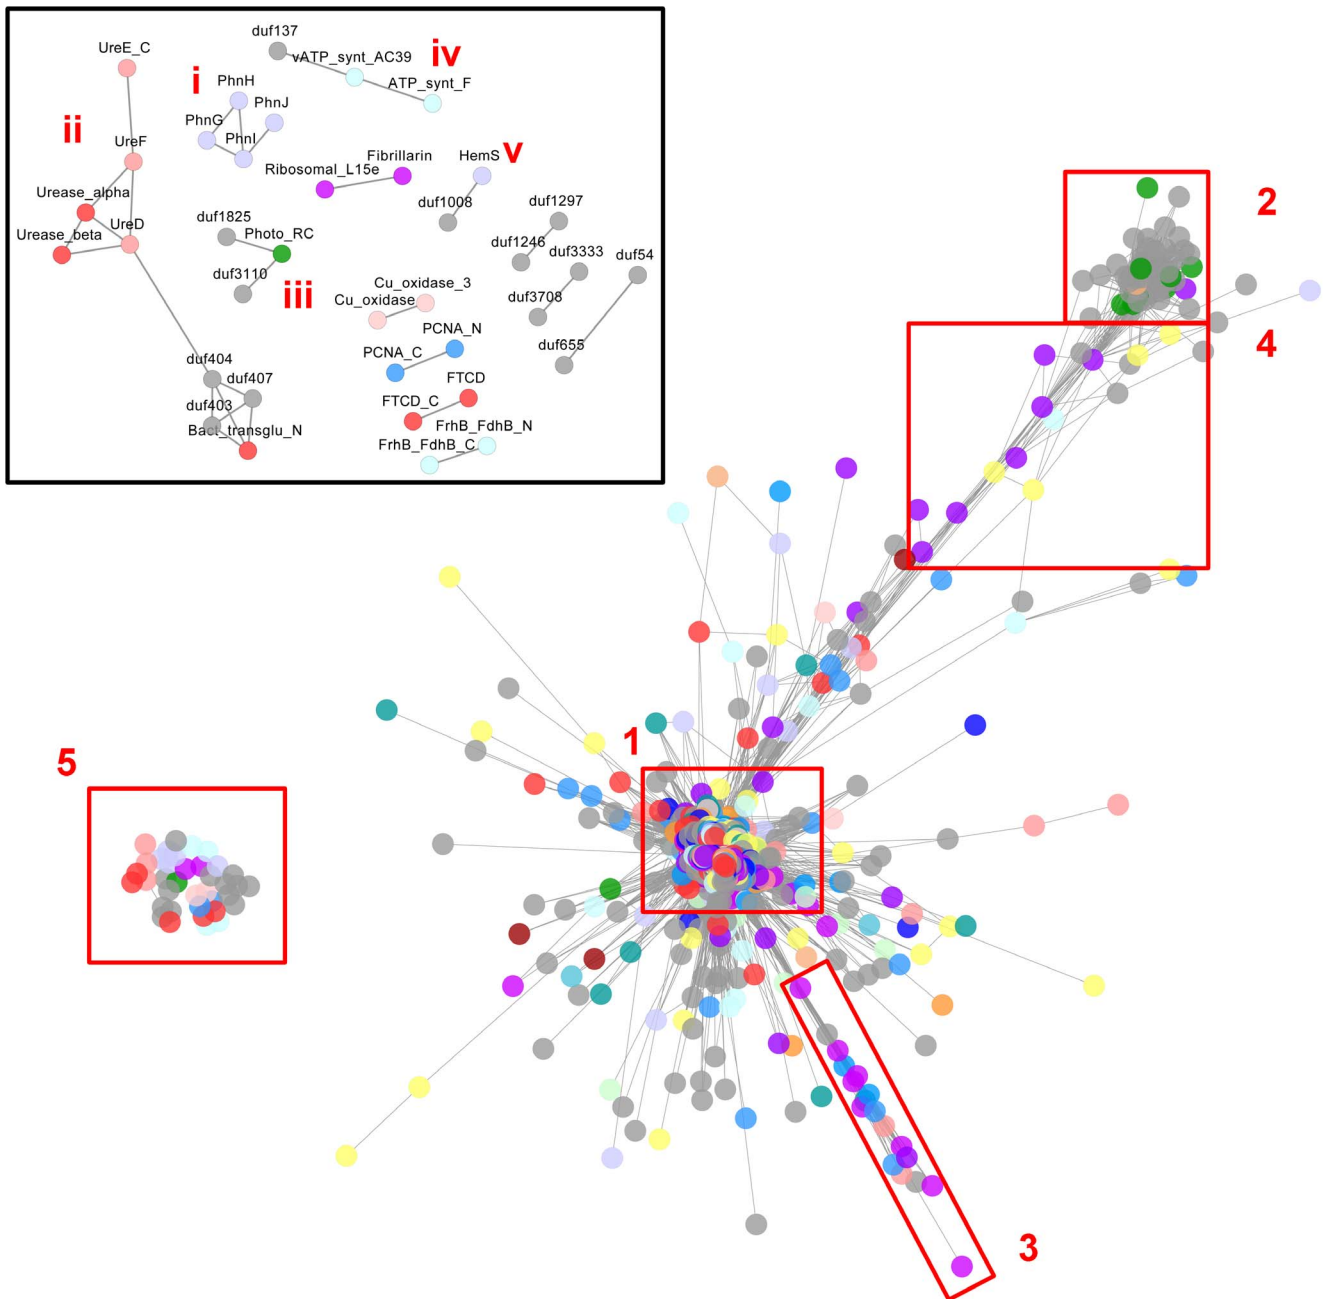 duf137
UreE_C
vATP_synt_AC39
iv
i
PhnH
ATP_synt_F
PhnJ
PhnG
ii
PhnI
UreF
Fibrillarin
HemS
v
Ribosomal_L15e
Urease_alpha
duf1008
duf1297
duf1825
UreD
Urease_beta
Photo_RC
duf1246
duf3333
duf54
duf3110
iii
Cu_oxidase_3
Cu_oxidase
duf3708
PCNA_N
duf655
PCNA_C
duf404
duf407
FTCD
duf403
FTCD_C
Bact_transglu_N
FrhB_FdhB_N
FrhB_FdhB_C
2
4
1
5
3